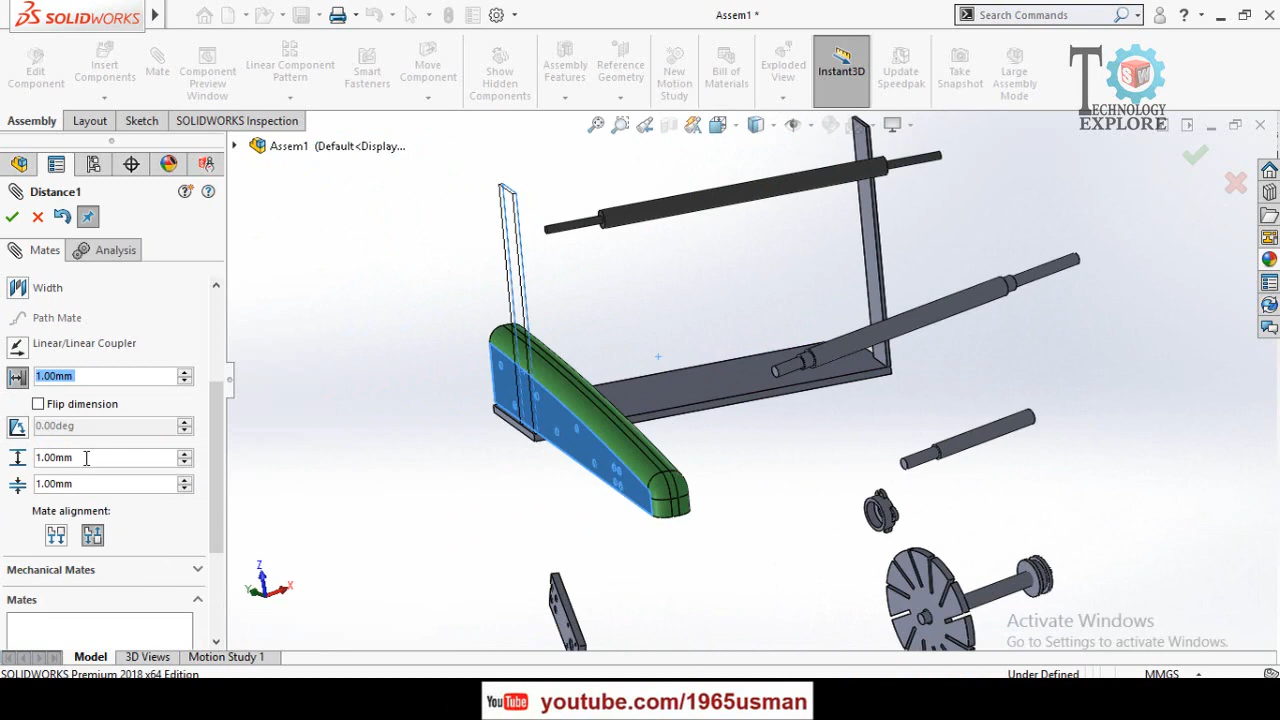 SOLIDWORKS
Assem1 *
Search Commands
Edit Component
Insert Components
Mate
Component Preview Window
Linear Component Pattern
Smart Fasteners
Move Component
Show Hidden Components
Assembly Features
Reference Geometry
New Motion Study
Bill of Materials
Exploded View
Instant3D
Update Speedpak
Take Snapshot
Large Assembly Mode
TECHNOLOGY
EXPLORE
SW
Assembly Layout Sketch SOLIDWORKS Inspection
Assem1 (Default<Display...
Distance1
Mates Analysis
Width
Path Mate
Linear/Linear Coupler
1.00mm
Flip dimension
0.00deg
1.00mm
1.00mm
Mate alignment:
Mechanical Mates
Mates
Z
Y X
Activate Windows
Go to Settings to activate Windows.
Model 3D Views Motion Study 1
SOLIDWORKS Premium 2018 x64 Edition Under Defined MMGS
YouTube youtube.com/1965usman